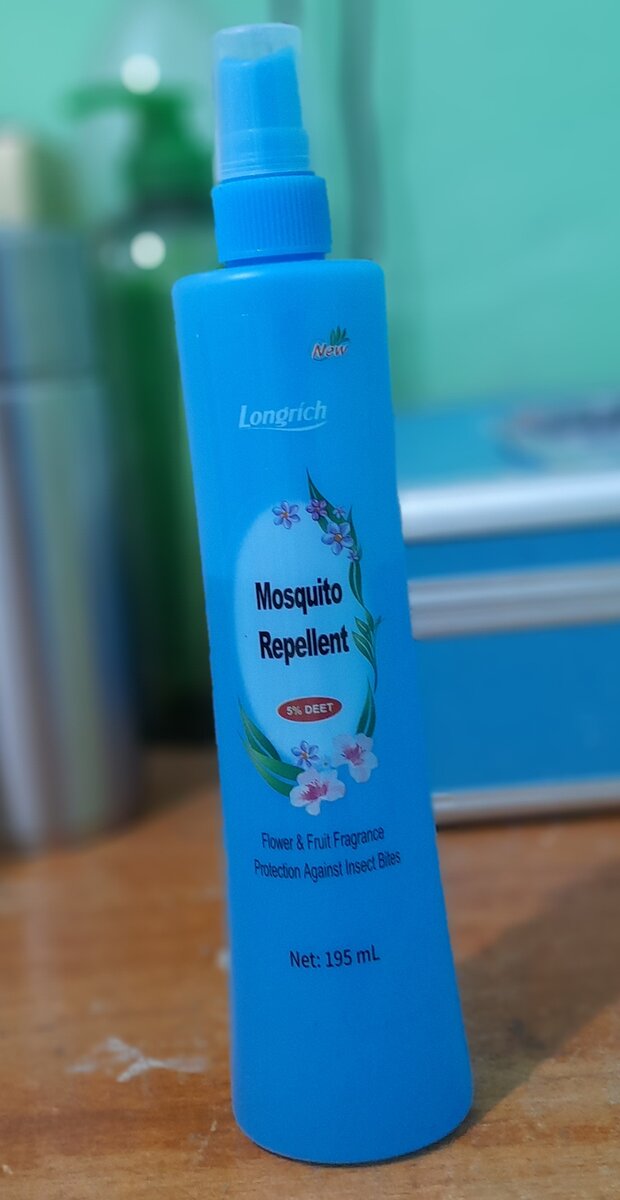 New
Longrich
Mosquito
Repellent
5% DEET
Flower & Fruit Fragrance
Protection Against Insect Bites
Net: 195 mL